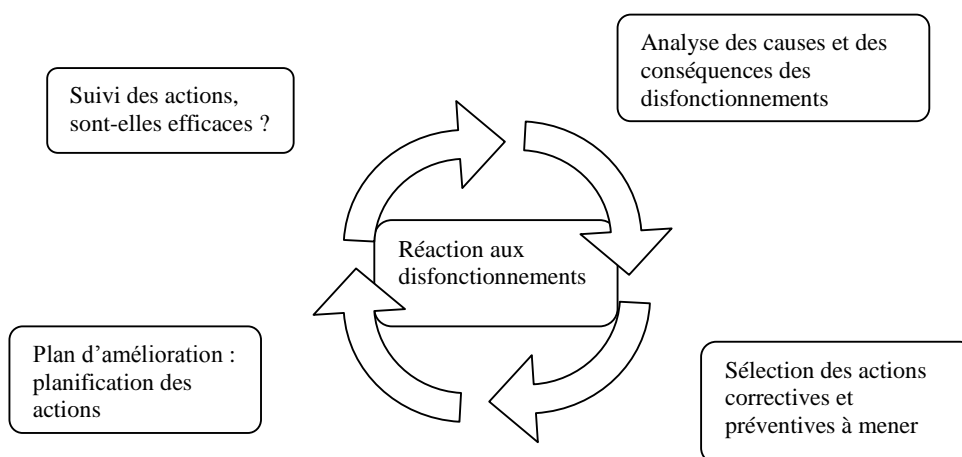 Analyse des causes et des
conséquences des
disfonctionnements
Suivi des actions,
sont-elles efficaces ?
Réaction aux
disfonctionnements
Plan d’amélioration :
planification des
actions
Sélection des actions
correctives et
préventives à mener